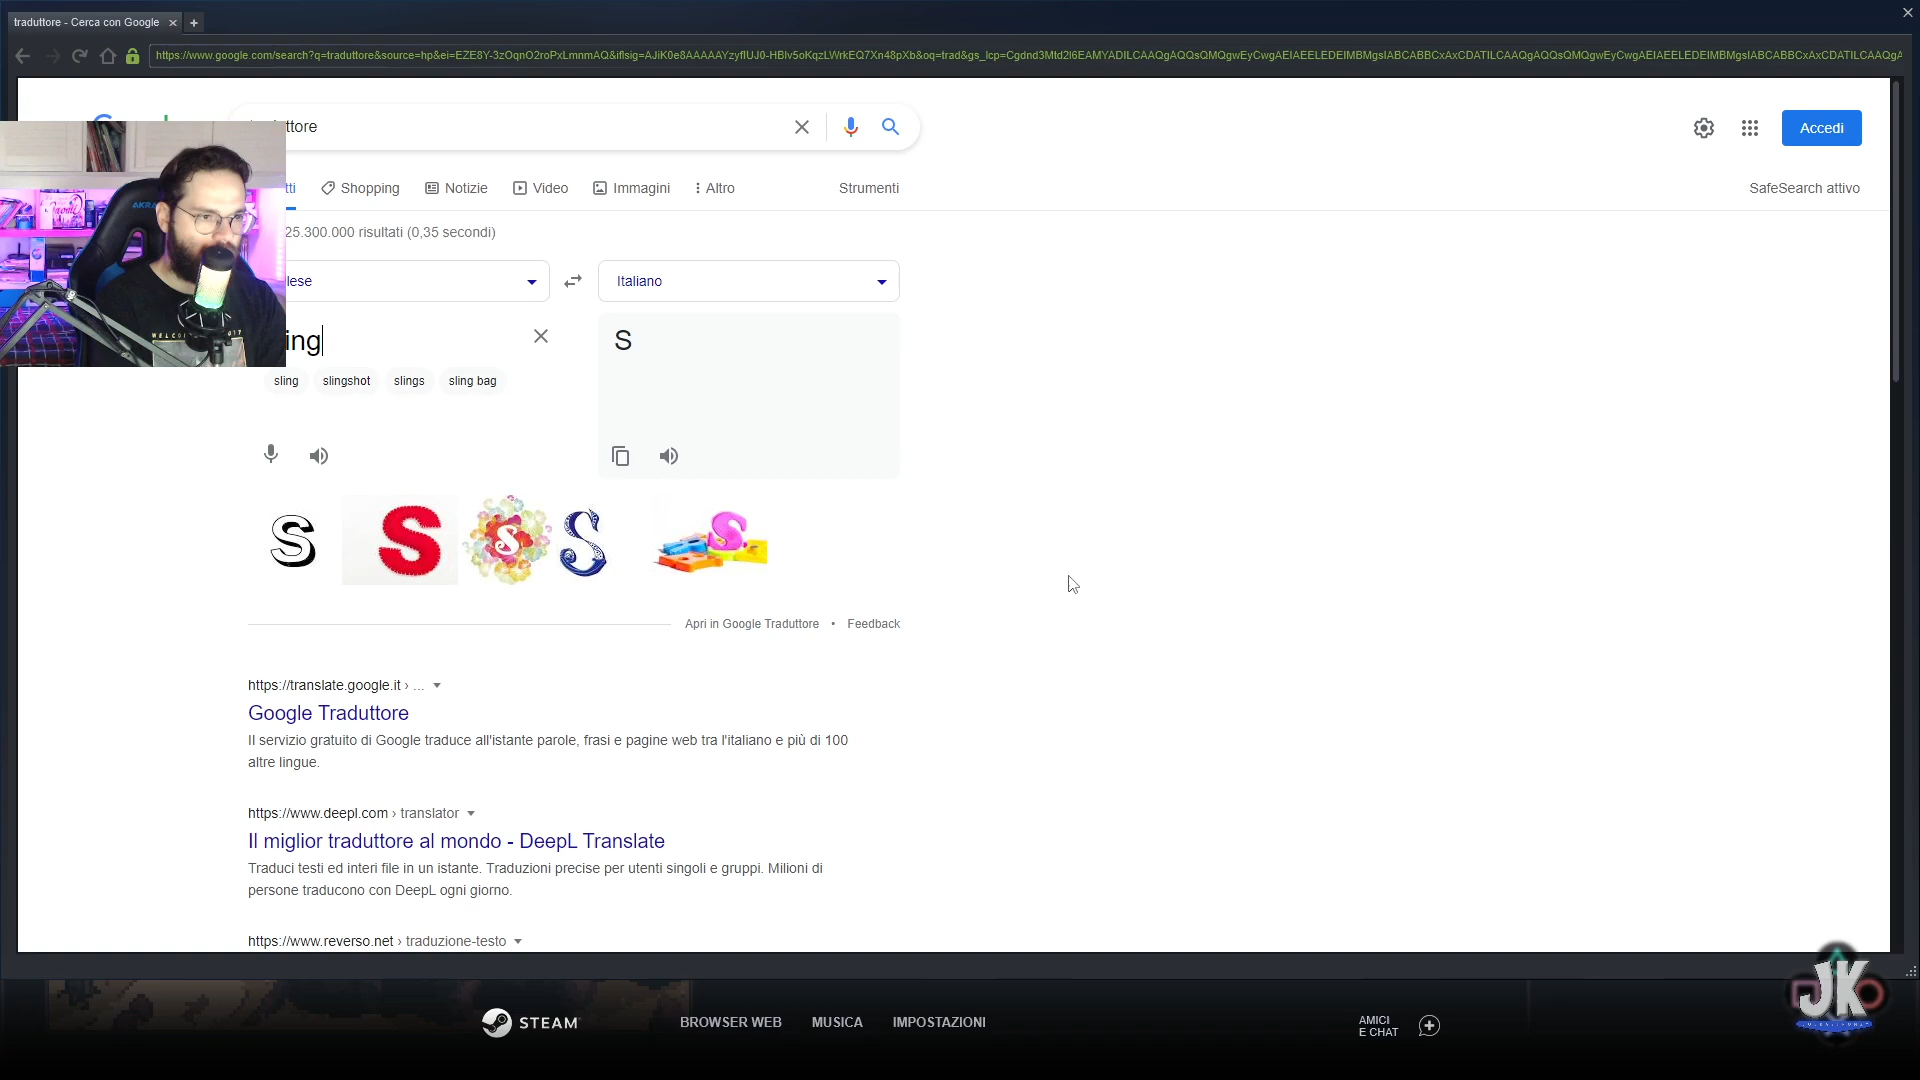 traduttore - Cerca con Google
https://www.google.com/search?q=traduttore&source=hp&ei=EZE8Y-3zOqnO2roPxLmnmAQ&iflsig=AJiK0e8AAAAAYzyfIUJ0-HBlv5oKqzLWrkEQ7Xn48pXb&oq=trad&gs_lcp=Cgdnd3Mtd2l6EAMYADILCAAQgAQQsQMQgwEyCwgAEIAEELEDEIMBMgsIABCABBCxAxCDATILCAAQgAQQsQMQgwEyCwgAEIAEELEDEIMBMgsIABCABBCxAxCDATILCAAQgA
ttore
Accedi
tti
Shopping
Notizie
Video
Immagini
Altro
Strumenti
SafeSearch attivo
25.300.000 risultati (0,35 secondi)
lese
Italiano
ing
S
sling
slingshot
slings
sling bag
S S S S S
Apri in Google Traduttore • Feedback
https://translate.google.it › ...
Google Traduttore
Il servizio gratuito di Google traduce all'istante parole, frasi e pagine web tra l'italiano e più di 100
altre lingue.
https://www.deepl.com › translator
Il miglior traduttore al mondo - DeepL Translate
Traduci testi ed interi file in un istante. Traduzioni precise per utenti singoli e gruppi. Milioni di
persone traducono con DeepL ogni giorno.
https://www.reverso.net › traduzione-testo
STEAM
BROWSER WEB
MUSICA
IMPOSTAZIONI
AMICI
E CHAT
JK